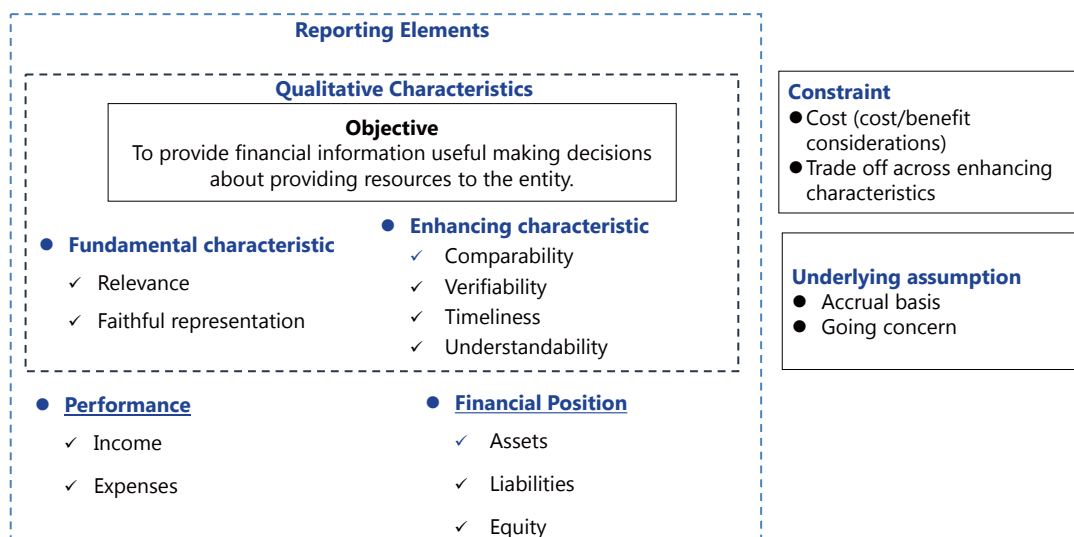 Reporting Elements
Qualitative Characteristics
Objective
To provide financial information useful making decisions
about providing resources to the entity.
● Fundamental characteristic
✓ Relevance
✓ Faithful representation
● Enhancing characteristic
✓ Comparability
✓ Verifiability
✓ Timeliness
✓ Understandability
● Performance
✓ Income
✓ Expenses
● Financial Position
✓ Assets
✓ Liabilities
✓ Equity
Constraint
● Cost (cost/benefit
considerations)
● Trade off across enhancing
characteristics
Underlying assumption
● Accrual basis
● Going concern